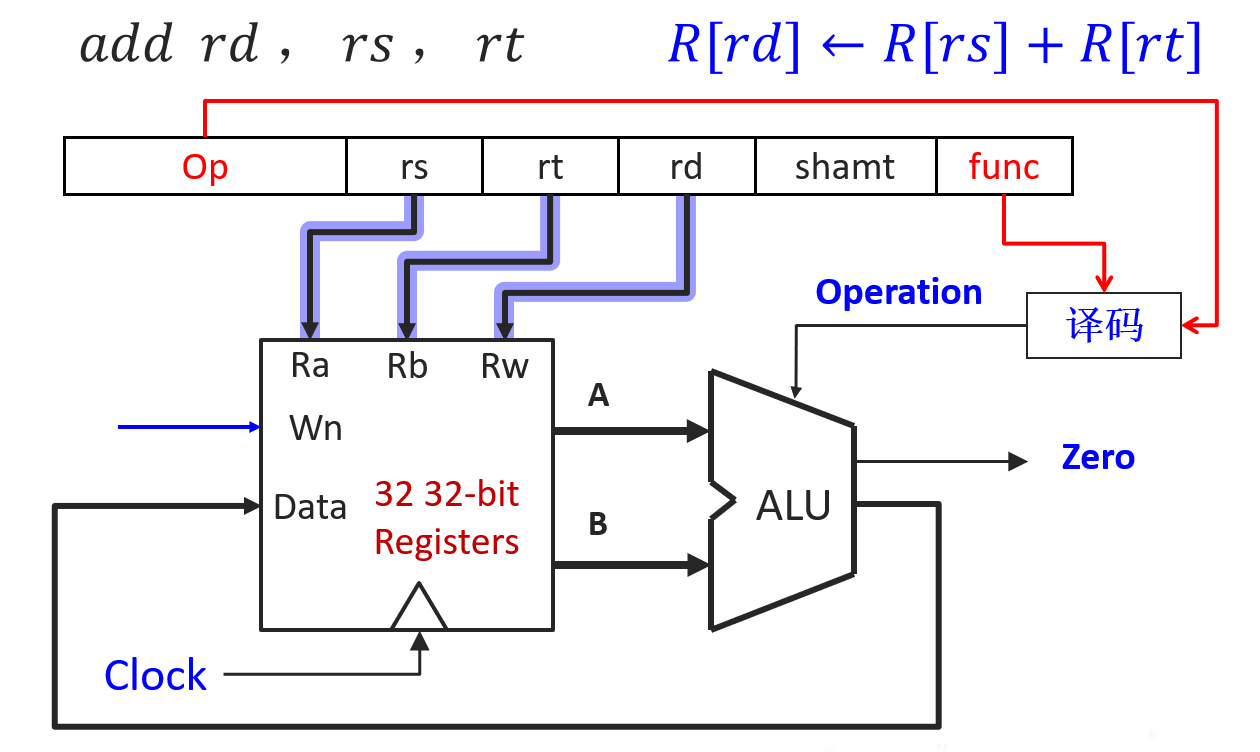 add rd， rs， rt R[rd] ← R[rs] + R[rt]
Op rs rt rd shamt func
Operation
译码
Ra Rb Rw
A
Wn
Zero
32 32-bit
Data
ALU
Registers
B
Clock